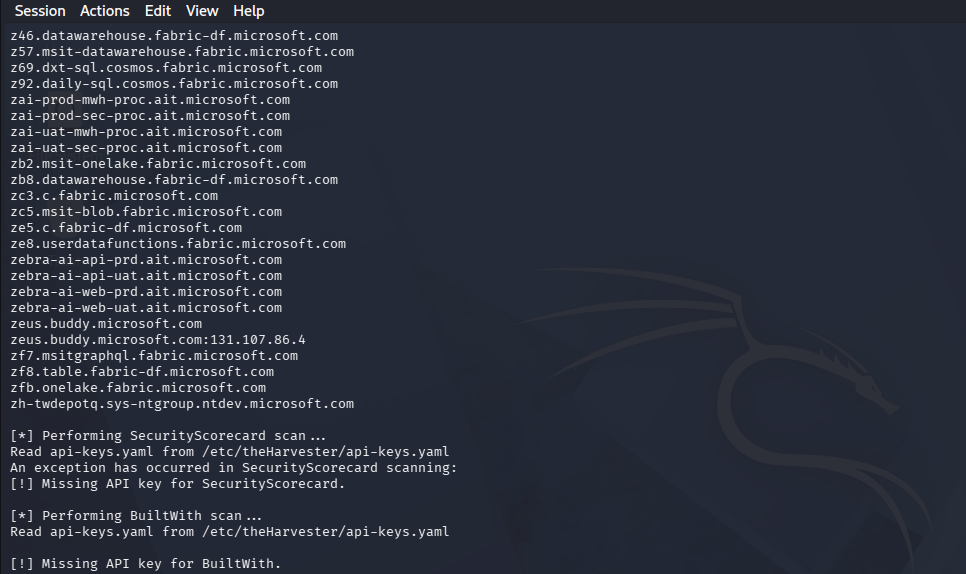 Session Actions Edit View Help
z46.datawarehouse.fabric-df.microsoft.com
z57.msit-datawarehouse.fabric.microsoft.com
z69.dxt-sql.cosmos.fabric.microsoft.com
z92.daily-sql.cosmos.fabric.microsoft.com
zai-prod-mwh-proc.ait.microsoft.com
zai-prod-sec-proc.ait.microsoft.com
zai-uat-mwh-proc.ait.microsoft.com
zai-uat-sec-proc.ait.microsoft.com
zb2.msit-onelake.fabric.microsoft.com
zb8.datawarehouse.fabric-df.microsoft.com
zc3.c.fabric.microsoft.com
zc5.msit-blob.fabric.microsoft.com
ze5.c.fabric-df.microsoft.com
ze8.userdatafunctions.fabric.microsoft.com
zebra-ai-api-prd.ait.microsoft.com
zebra-ai-api-uat.ait.microsoft.com
zebra-ai-web-prd.ait.microsoft.com
zebra-ai-web-uat.ait.microsoft.com
zeus.buddy.microsoft.com
zeus.buddy.microsoft.com:131.107.86.4
zf7.msitgraphql.fabric.microsoft.com
zf8.table.fabric-df.microsoft.com
zfb.onelake.fabric.microsoft.com
zh-twdepotq.sys-ntgroup.ntdev.microsoft.com
[*] Performing SecurityScorecard scan...
Read api-keys.yaml from /etc/theHarvester/api-keys.yaml
An exception has occurred in SecurityScorecard scanning:
[!] Missing API key for SecurityScorecard.
[*] Performing BuiltWith scan...
Read api-keys.yaml from /etc/theHarvester/api-keys.yaml
[!] Missing API key for BuiltWith.